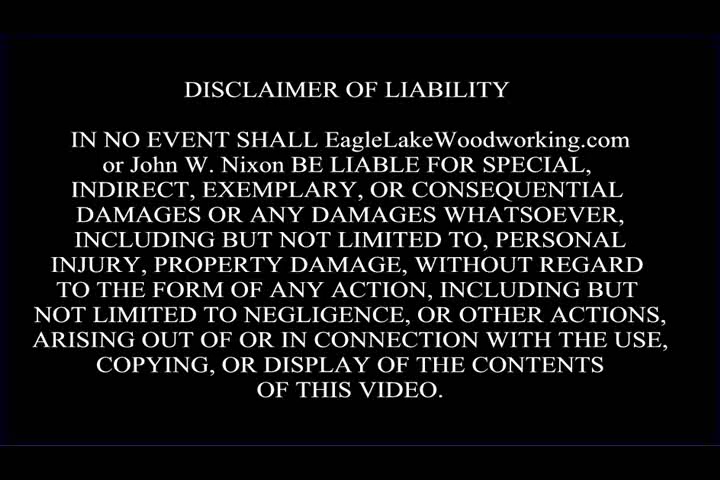 DISCLAIMER OF LIABILITY
IN NO EVENT SHALL EagleLakeWoodworking.com
or John W. Nixon BE LIABLE FOR SPECIAL,
INDIRECT, EXEMPLARY, OR CONSEQUENTIAL
DAMAGES OR ANY DAMAGES WHATSOEVER,
INCLUDING BUT NOT LIMITED TO, PERSONAL
INJURY, PROPERTY DAMAGE, WITHOUT REGARD
TO THE FORM OF ANY ACTION, INCLUDING BUT
NOT LIMITED TO NEGLIGENCE, OR OTHER ACTIONS,
ARISING OUT OF OR IN CONNECTION WITH THE USE,
COPYING, OR DISPLAY OF THE CONTENTS
OF THIS VIDEO.